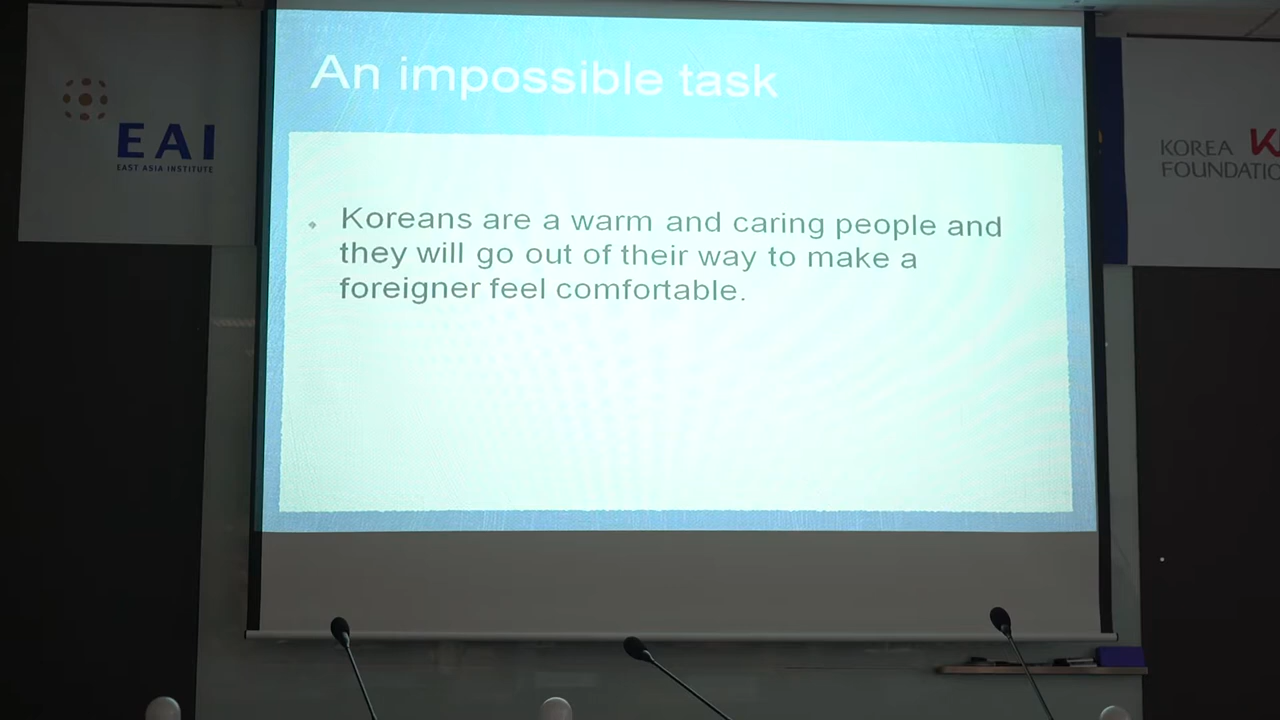 An impossible task
EAI
EAST ASIA INSTITUTE
KOREA
FOUNDATIO
Koreans are a warm and caring people and
they will go out of their way to make a
foreigner feel comfortable.